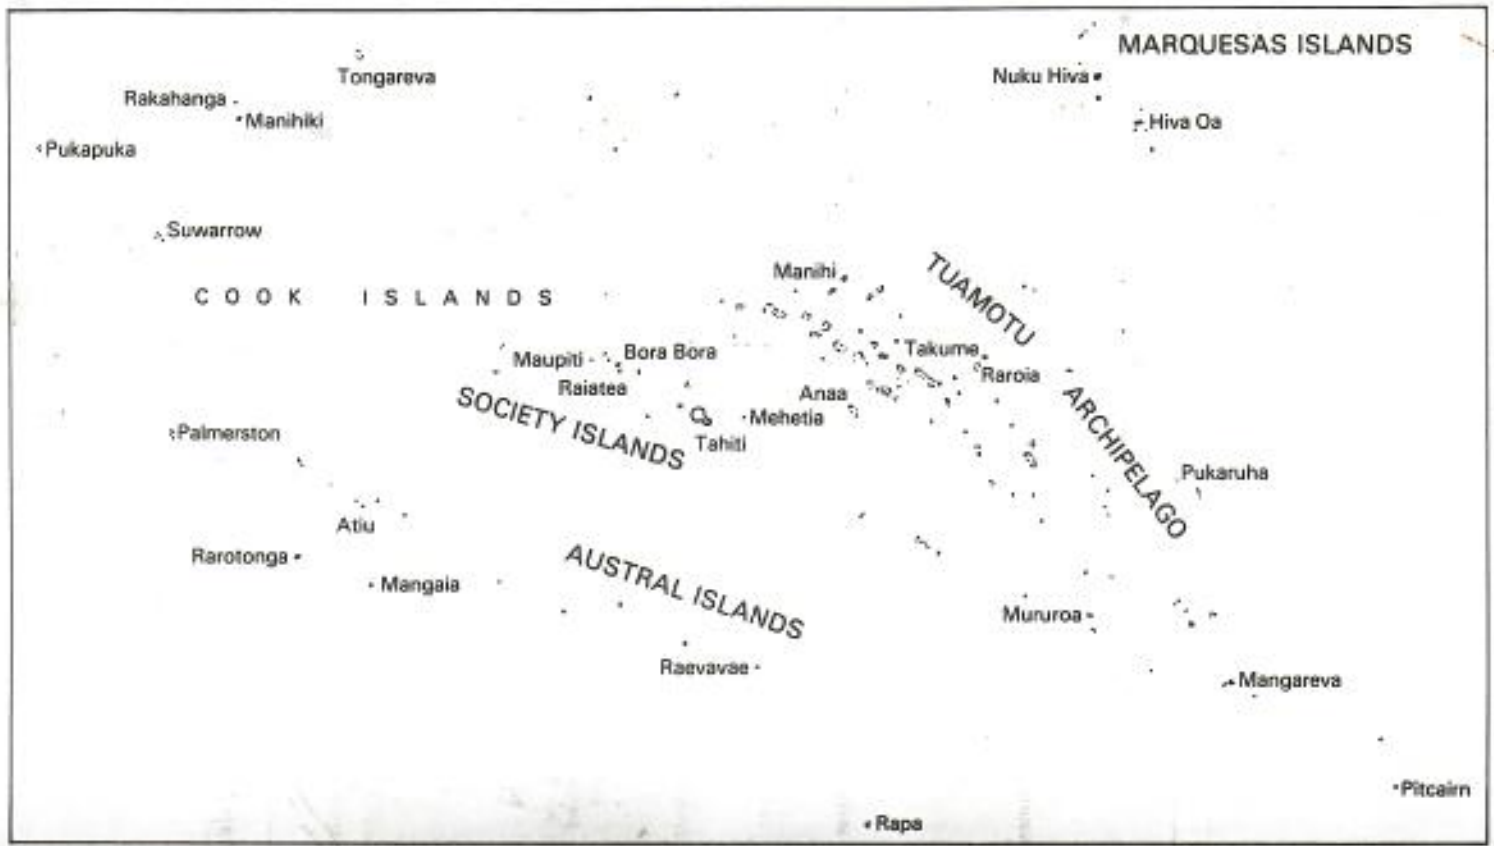 MARQUESAS ISLANDS
Tongareva
Nuku Hiva
Rakahanga
Manihiki
Hiva Oa
Pukapuka
Suwarrow
TUAMOTU ARCHIPELAGO
Manihi
COOK ISLANDS
Takume
Maupiti
Bora Bora
Raroia
Raiatea
Anaa
SOCIETY ISLANDS
Mehetia
Palmerston
Tahiti
Pukaruha
Atiu
Rarotonga
AUSTRAL ISLANDS
Mangaia
Mururoa
Raevavae
Mangareva
Pitcairn
Rapa